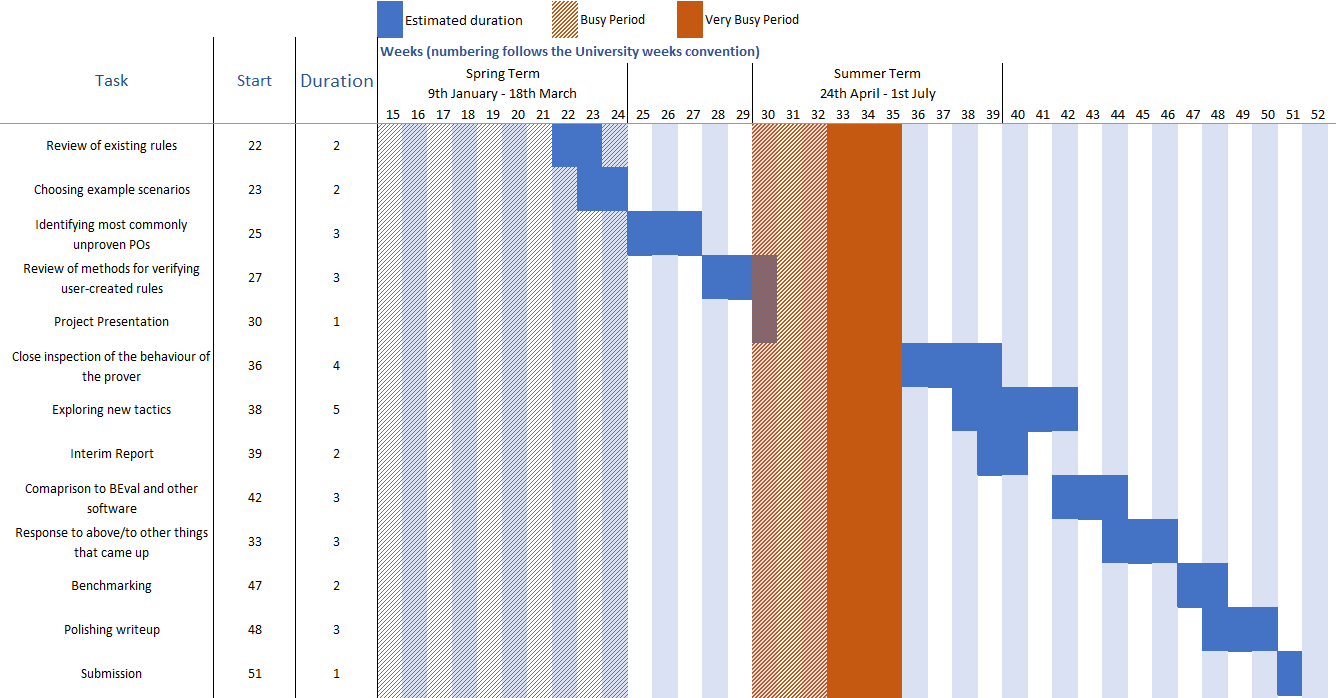 Estimated duration Busy Period Very Busy Period
Weeks (numbering follows the University weeks convention)
Task Start Duration
Spring Term Summer Term
9th January - 18th March 24th April - 1st July
15 16 17 18 19 20 21 22 23 24 25 26 27 28 29 30 31 32 33 34 35 36 37 38 39 40 41 42 43 44 45 46 47 48 49 50 51 52
Review of existing rules 22 2
Choosing example scenarios 23 2
Identifying most commonly
unproven POs 25 3
Review of methods for verifying
user-created rules 27 3
Project Presentation 30 1
Close inspection of the behaviour of
the prover 36 4
Exploring new tactics 38 5
Interim Report 39 2
Comaprison to BEval and other
software 42 3
Response to above/to other things
that came up 33 3
Benchmarking 47 2
Polishing writeup 48 3
Submission 51 1